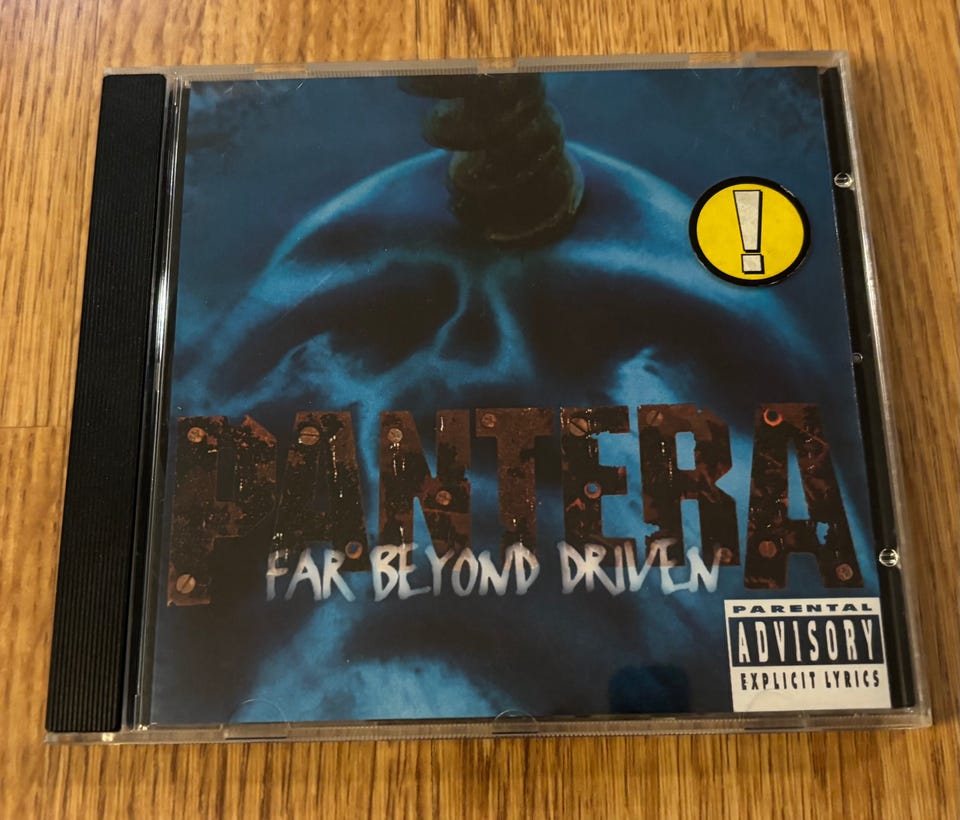 !
PANTERA
FAR BEYOND DRIVEN
PARENTAL
ADVISORY
EXPLICIT LYRICS